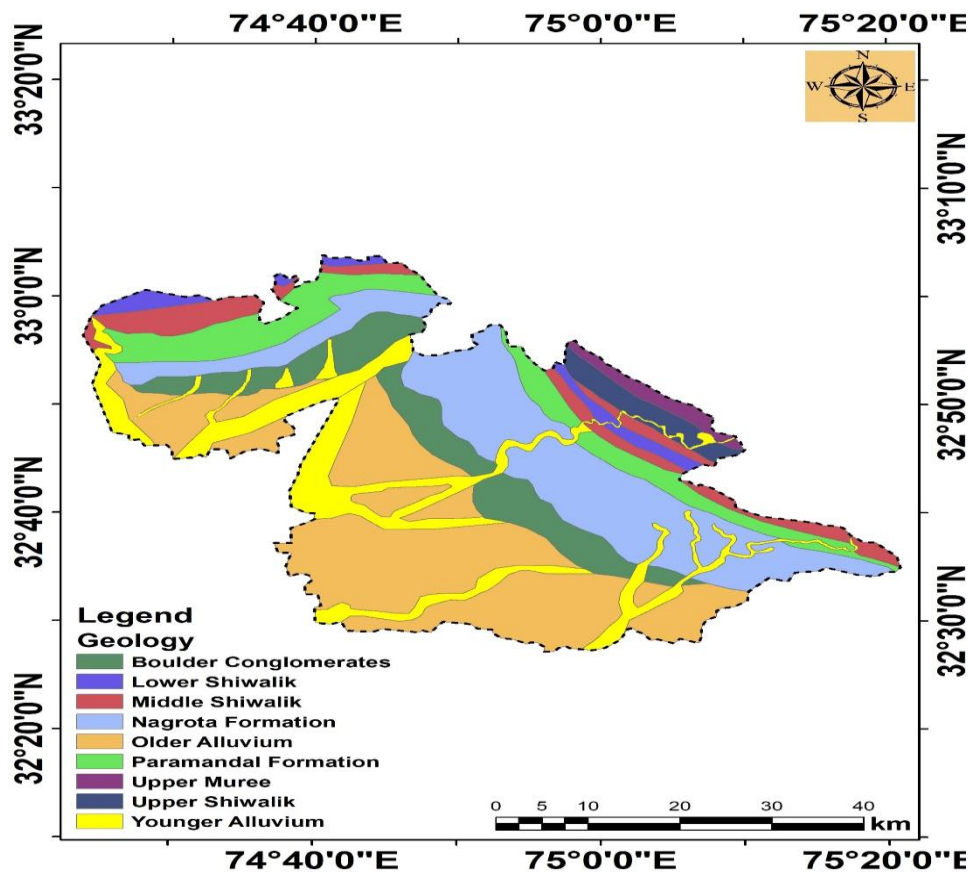 74°40'0"E 75°0'0"E 75°20'0"E
33°20'0"N
33°10'0"N
33°0'0"N
32°50'0"N
32°40'0"N
32°30'0"N
32°20'0"N
N
W E
S
Legend
Geology
Boulder Conglomerates
Lower Shiwalik
Middle Shiwalik
Nagrota Formation
Older Alluvium
Paramandal Formation
Upper Muree
Upper Shiwalik
Younger Alluvium
0 5 10 20 30 40
km
74°40'0"E 75°0'0"E 75°20'0"E